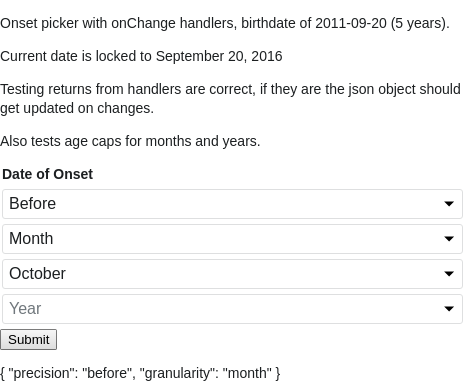 Onset picker with onChange handlers, birthdate of 2011-09-20 (5 years).
Current date is locked to September 20, 2016
Testing returns from handlers are correct, if they are the json object should
get updated on changes.
Also tests age caps for months and years.
Date of Onset
Before
Month
October
Year
Submit
{ "precision": "before", "granularity": "month" }